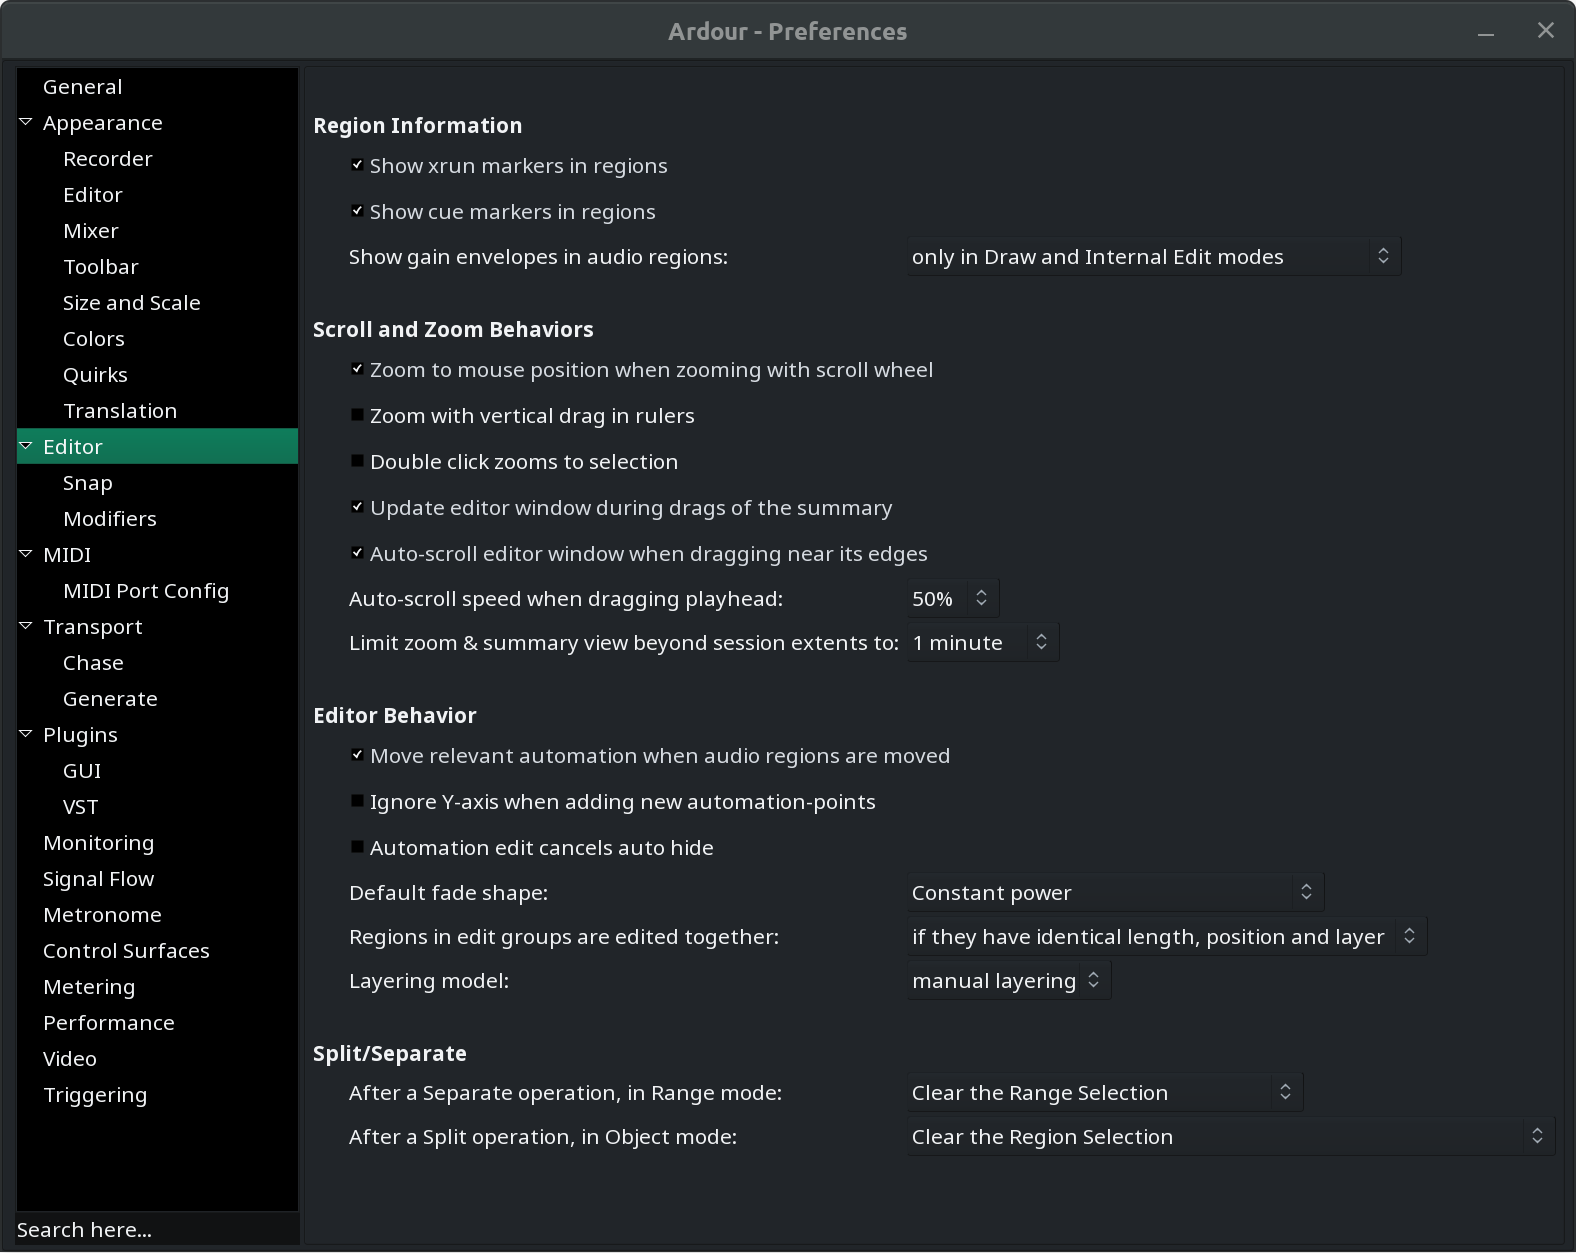 Ardour - Preferences
General
Appearance
Recorder
Editor
Mixer
Toolbar
Size and Scale
Colors
Quirks
Translation
Editor
Snap
Modifiers
MIDI
MIDI Port Config
Transport
Chase
Generate
Plugins
GUI
VST
Monitoring
Signal Flow
Metronome
Control Surfaces
Metering
Performance
Video
Triggering
Search here...
Region Information
Show xrun markers in regions
Show cue markers in regions
Show gain envelopes in audio regions: only in Draw and Internal Edit modes
Scroll and Zoom Behaviors
Zoom to mouse position when zooming with scroll wheel
Zoom with vertical drag in rulers
Double click zooms to selection
Update editor window during drags of the summary
Auto-scroll editor window when dragging near its edges
Auto-scroll speed when dragging playhead: 50%
Limit zoom & summary view beyond session extents to: 1 minute
Editor Behavior
Move relevant automation when audio regions are moved
Ignore Y-axis when adding new automation-points
Automation edit cancels auto hide
Default fade shape: Constant power
Regions in edit groups are edited together: if they have identical length, position and layer
Layering model: manual layering
Split/Separate
After a Separate operation, in Range mode: Clear the Range Selection
After a Split operation, in Object mode: Clear the Region Selection